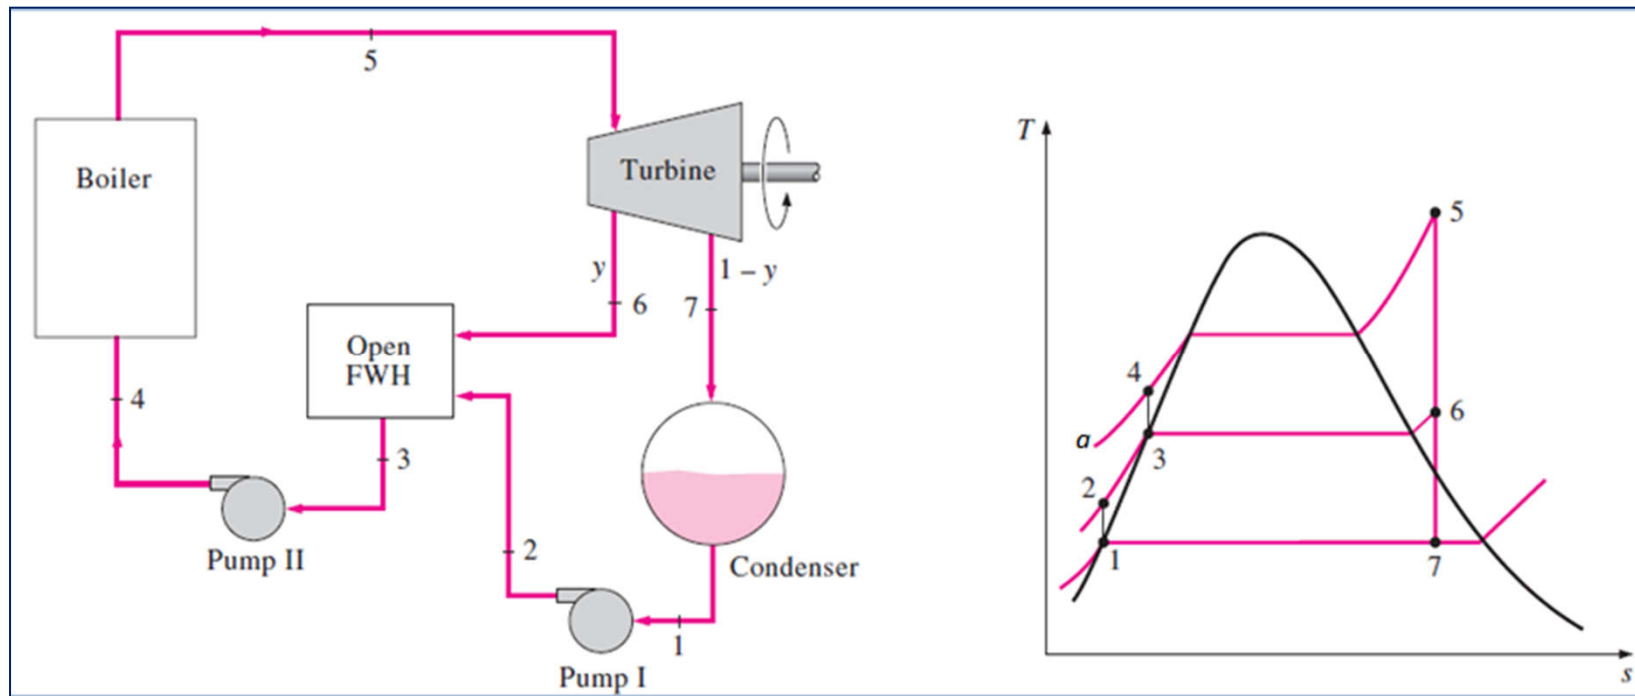 5
Boiler
Turbine
y
1 – y
6
7
Open
FWH
4
3
Pump II
2
Condenser
1
Pump I
T
5
4
6
a
3
2
1
7
s